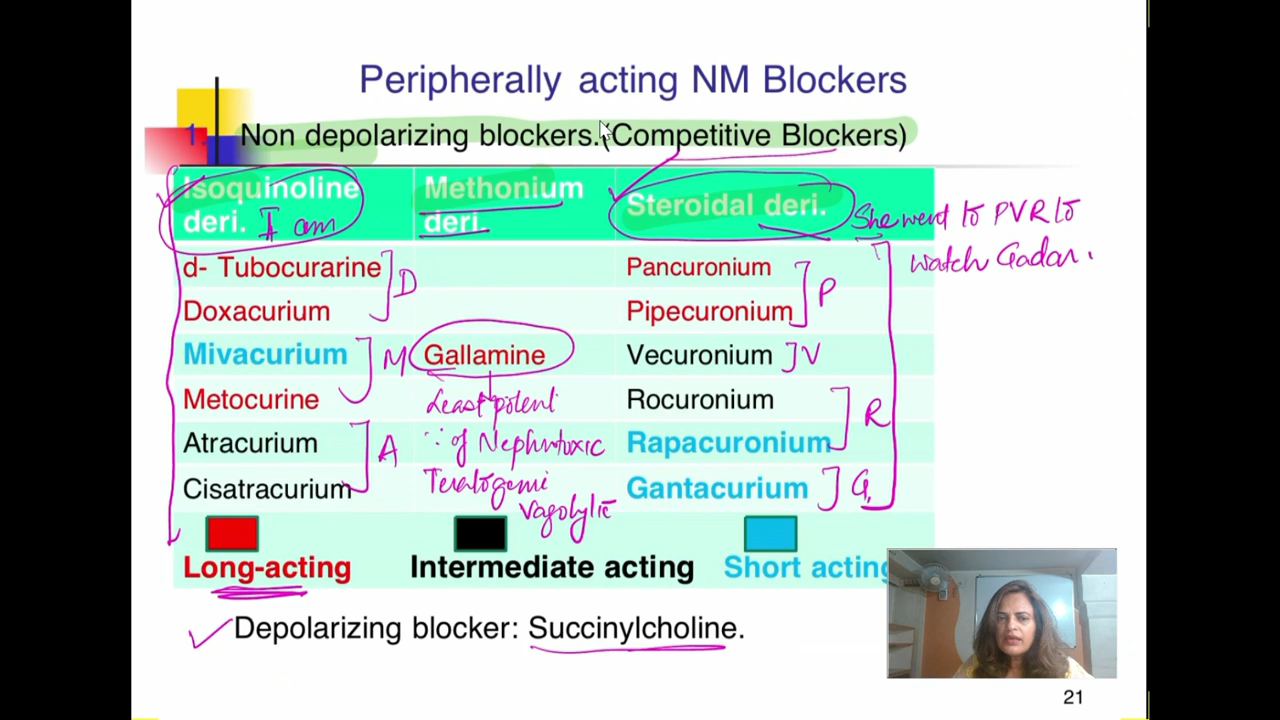 Peripherally acting NM Blockers
1. Non depolarizing blockers.(Competitive Blockers)
Isoquinoline deri. I am
Methonium deri.
Steroidal deri.
She went to PVR to
watch Gadar.
d- Tubocurarine
Doxacurium
D
Mivacurium
Metocurine
M
Atracurium
Cisatracurium
A
Gallamine
Least potent
∵ of Nephrotoxic
Teratogenic
Vagolytic
Pancuronium
Pipecuronium
P
Vecuronium
V
Rocuronium
Rapacuronium
R
Gantacurium
G
Long-acting
Intermediate acting
Short acting
Depolarizing blocker: Succinylcholine.
21